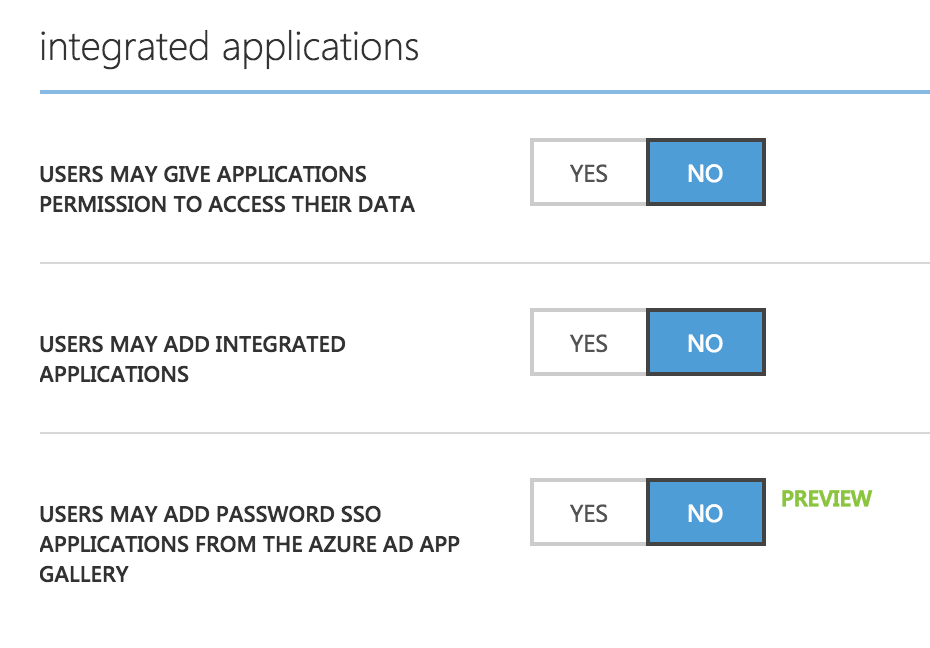 integrated applications
USERS MAY GIVE APPLICATIONS
PERMISSION TO ACCESS THEIR DATA
YES NO
USERS MAY ADD INTEGRATED
APPLICATIONS
YES NO
USERS MAY ADD PASSWORD SSO
APPLICATIONS FROM THE AZURE AD APP
GALLERY
YES NO PREVIEW